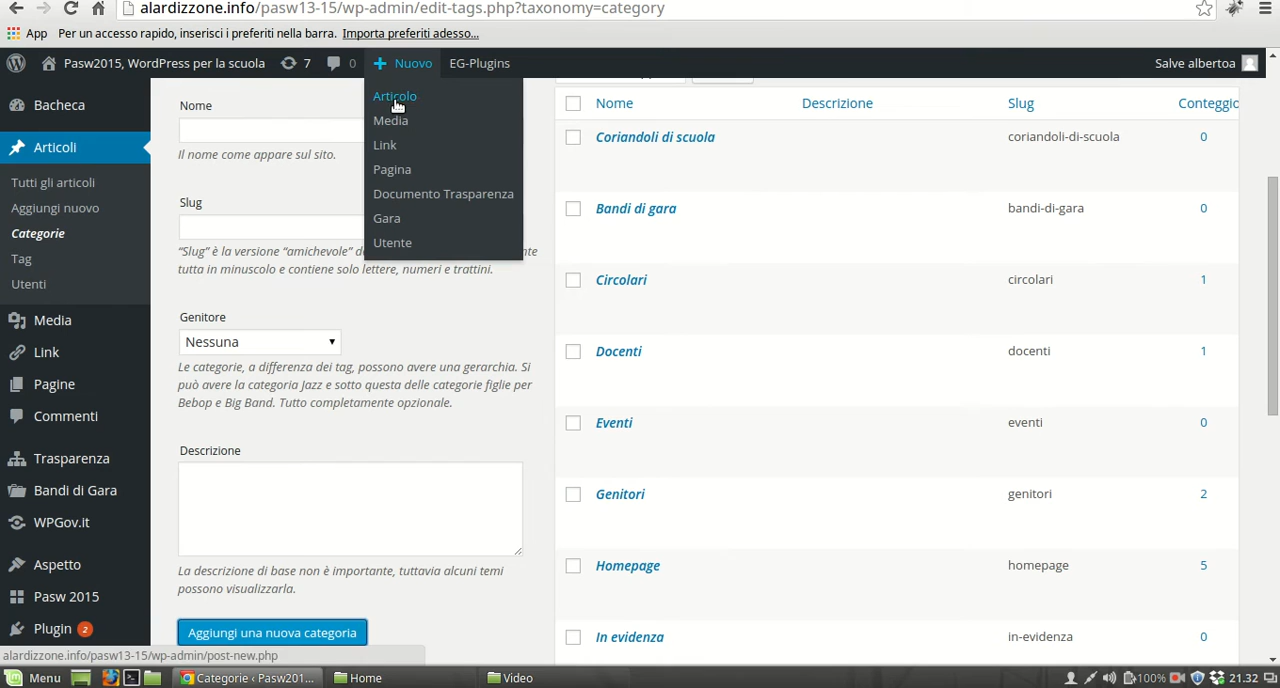 alardizzone.info/pasw13-15/wp-admin/edit-tags.php?taxonomy=category
App Per un accesso rapido, inserisci i preferiti nella barra. Importa preferiti adesso...
Pasw2015, WordPress per la scuola 7 0 Nuovo EG-Plugins Salve albertoa
Articolo
Media
Link
Pagina
Documento Trasparenza
Gara
Utente
Bacheca
Articoli
Tutti gli articoli
Aggiungi nuovo
Categorie
Tag
Utenti
Media
Link
Pagine
Commenti
Trasparenza
Bandi di Gara
WPGov.it
Aspetto
Pasw 2015
Plugin 2
Nome
Il nome come appare sul sito.
Slug
“Slug” è la versione “amichevole”
tutta in minuscolo e contiene solo lettere, numeri e trattini.
Genitore
Nessuna
Le categorie, a differenza dei tag, possono avere una gerarchia. Si
può avere la categoria Jazz e sotto questa delle categorie figlie per
Bebop e Big Band. Tutto completamente opzionale.
Descrizione
La descrizione di base non è importante, tuttavia alcuni temi
possono visualizzarla.
Aggiungi una nuova categoria
Nome Descrizione Slug Conteggio
Coriandoli di scuola coriandoli-di-scuola 0
Bandi di gara bandi-di-gara 0
Circolari circolari 1
Docenti docenti 1
Eventi eventi 0
Genitori genitori 2
Homepage homepage 5
In evidenza in-evidenza 0
alardizzone.info/pasw13-15/wp-admin/post-new.php
Menu Categorie ‹ Pasw201... Home Video 100% 21.32